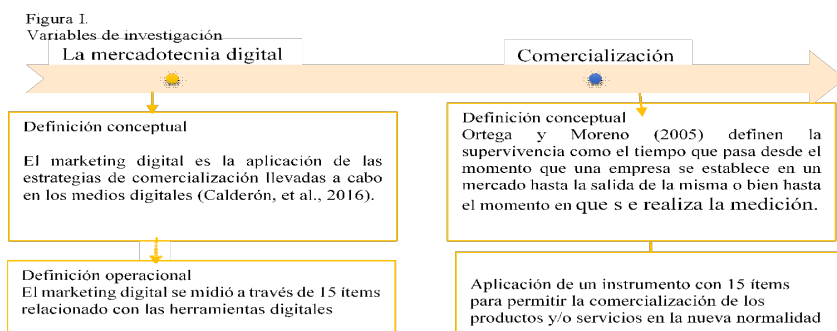 Figura I.
Variables de investigación
La mercadotecnia digital
Comercialización
Definición conceptual
El marketing digital es la aplicación de las
estrategias de comercialización llevadas a cabo
en los medios digitales (Calderón, et al., 2016).
Definición conceptual
Ortega y Moreno (2005) definen la
supervivencia como el tiempo que pasa desde el
momento que una empresa se establece en un
mercado hasta la salida de la misma o bien hasta
el momento en que s e realiza la medición.
Definición operacional
El marketing digital se midió a través de 15 ítems
relacionado con las herramientas digitales
Aplicación de un instrumento con 15 ítems
para permitir la comercialización de los
productos y/o servicios en la nueva normalidad